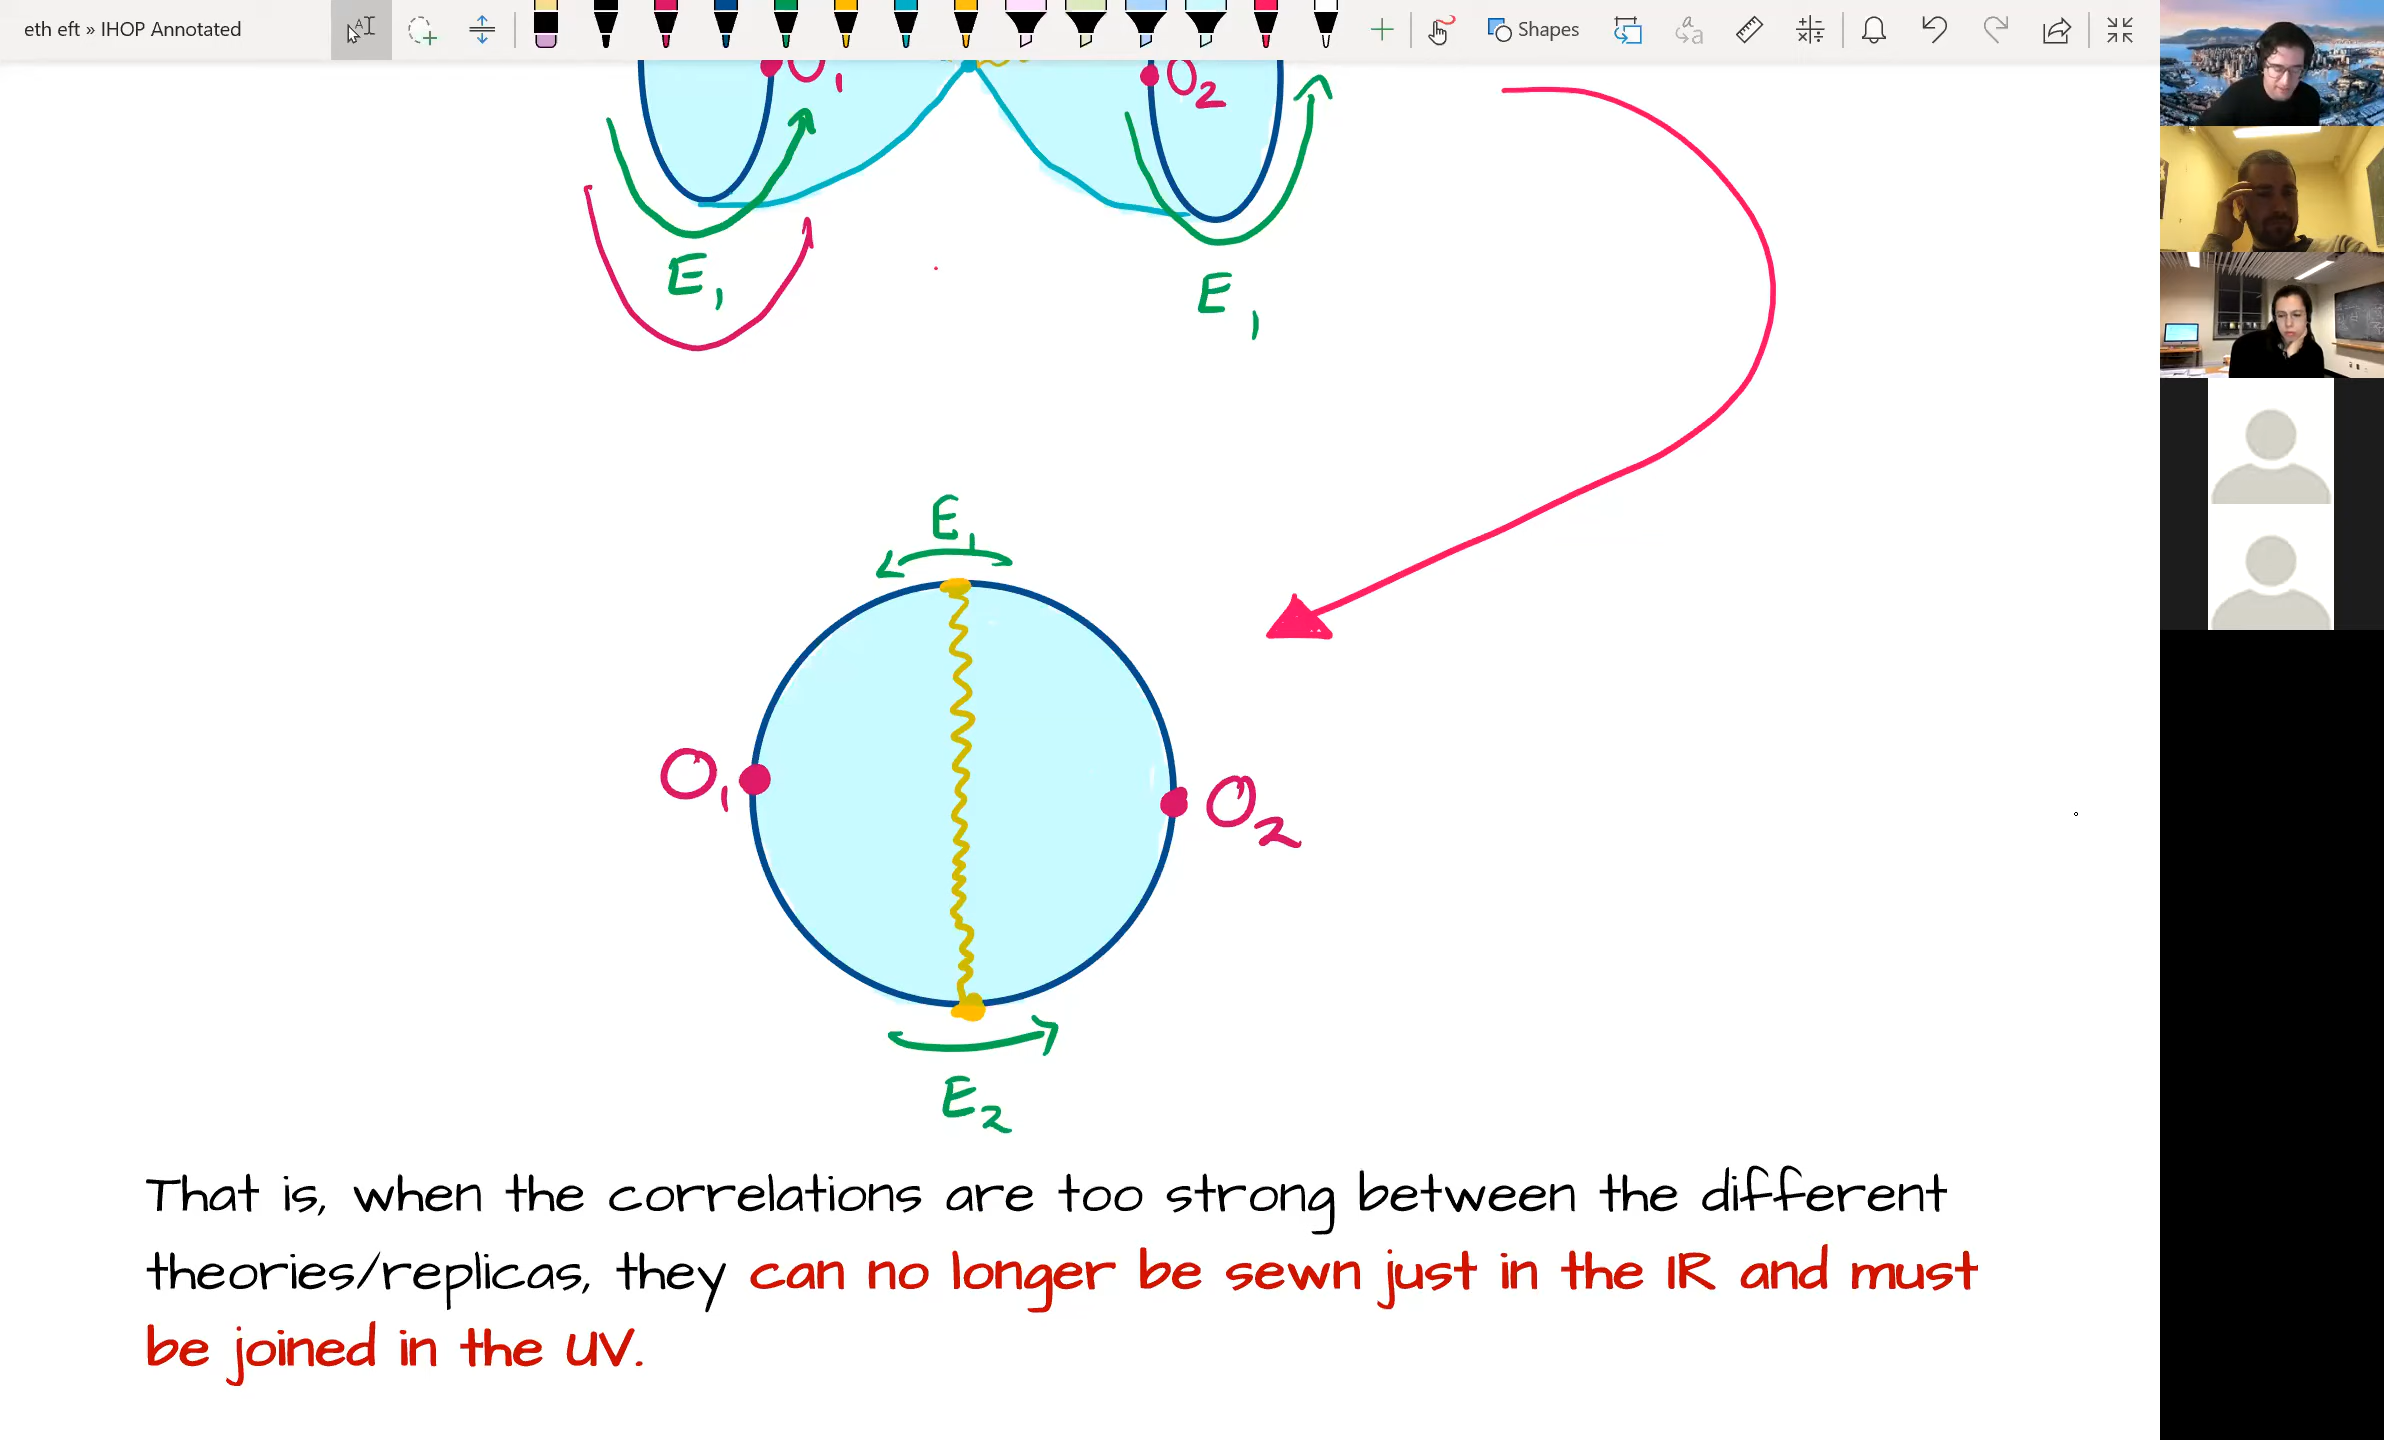 eth eft » IHOP Annotated
Shapes
O1
O2
E1
E1
E1
O1
O2
E2
That is, when the correlations are too strong between the different
theories/replicas, they can no longer be sewn just in the IR and must
be joined in the UV.